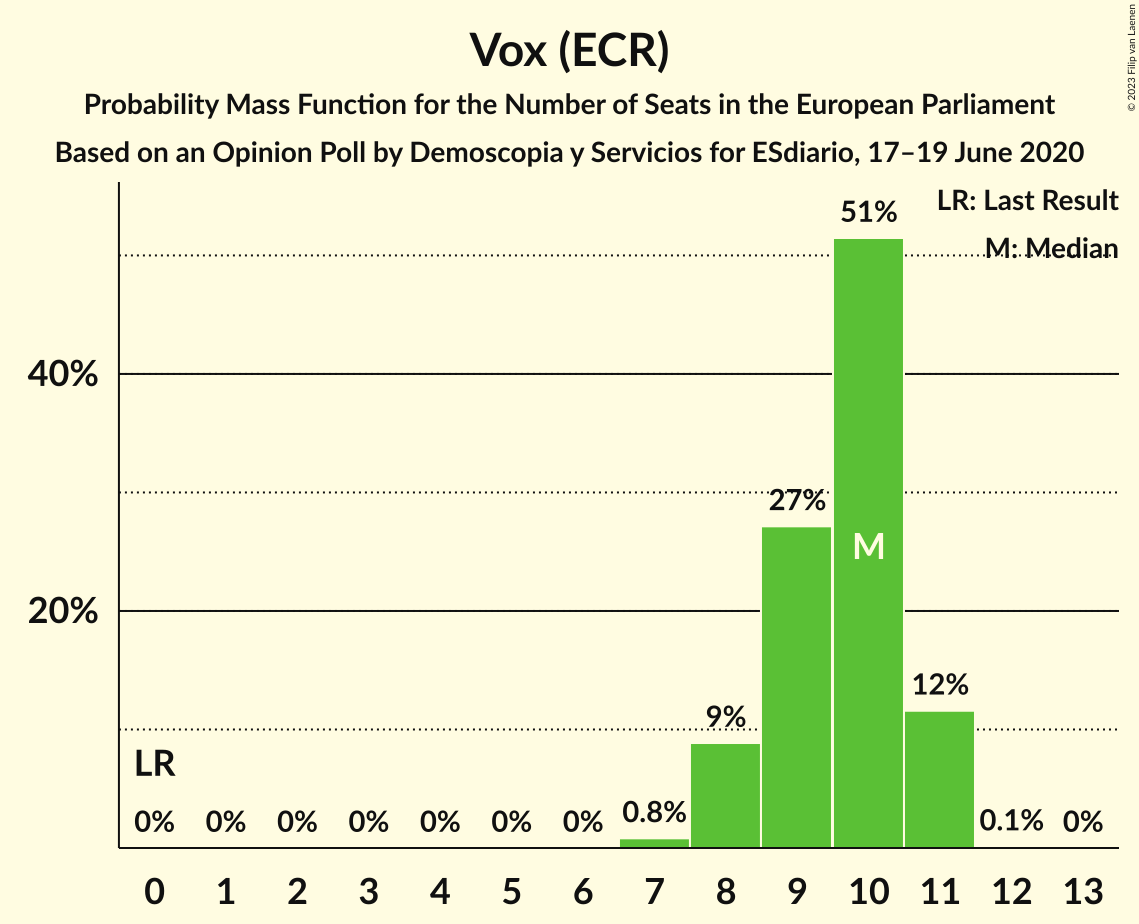 Vox (ECR)
Probability Mass Function for the Number of Seats in the European Parliament
Based on an Opinion Poll by Demoscopia y Servicios for ESdiario, 17–19 June 2020
© 2023 Filip van Laenen
LR: Last Result
M: Median
51%
40%
27%
M
20%
12%
9%
LR
0% 0% 0% 0% 0% 0% 0% 0.8% 0.1% 0%
0 1 2 3 4 5 6 7 8 9 10 11 12 13